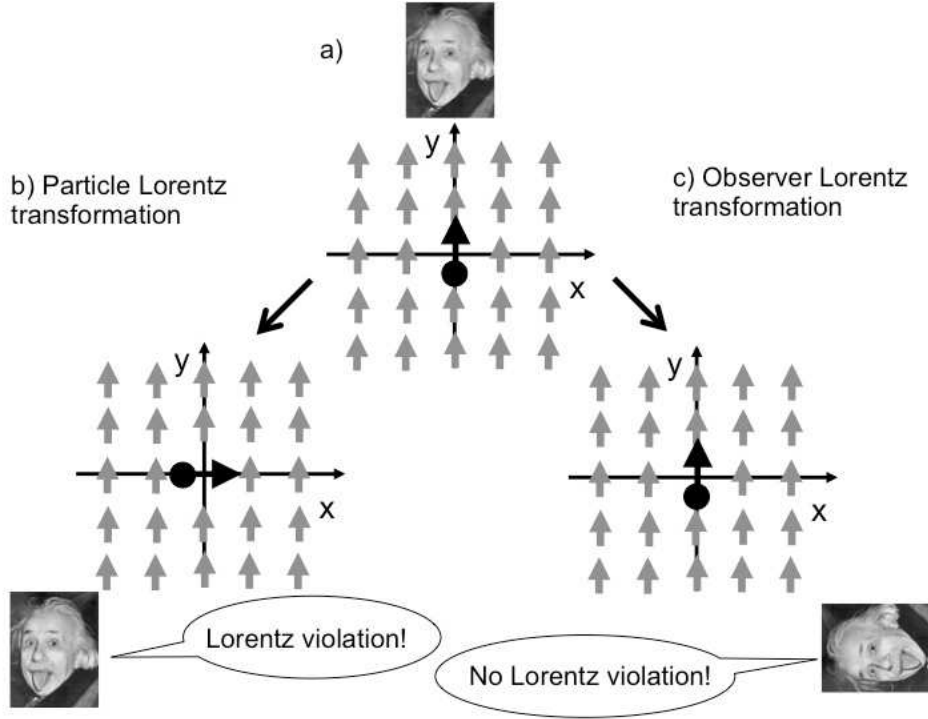 a)
y
x
b) Particle Lorentz
transformation
c) Observer Lorentz
transformation
y
x
y
x
Lorentz violation!
No Lorentz violation!